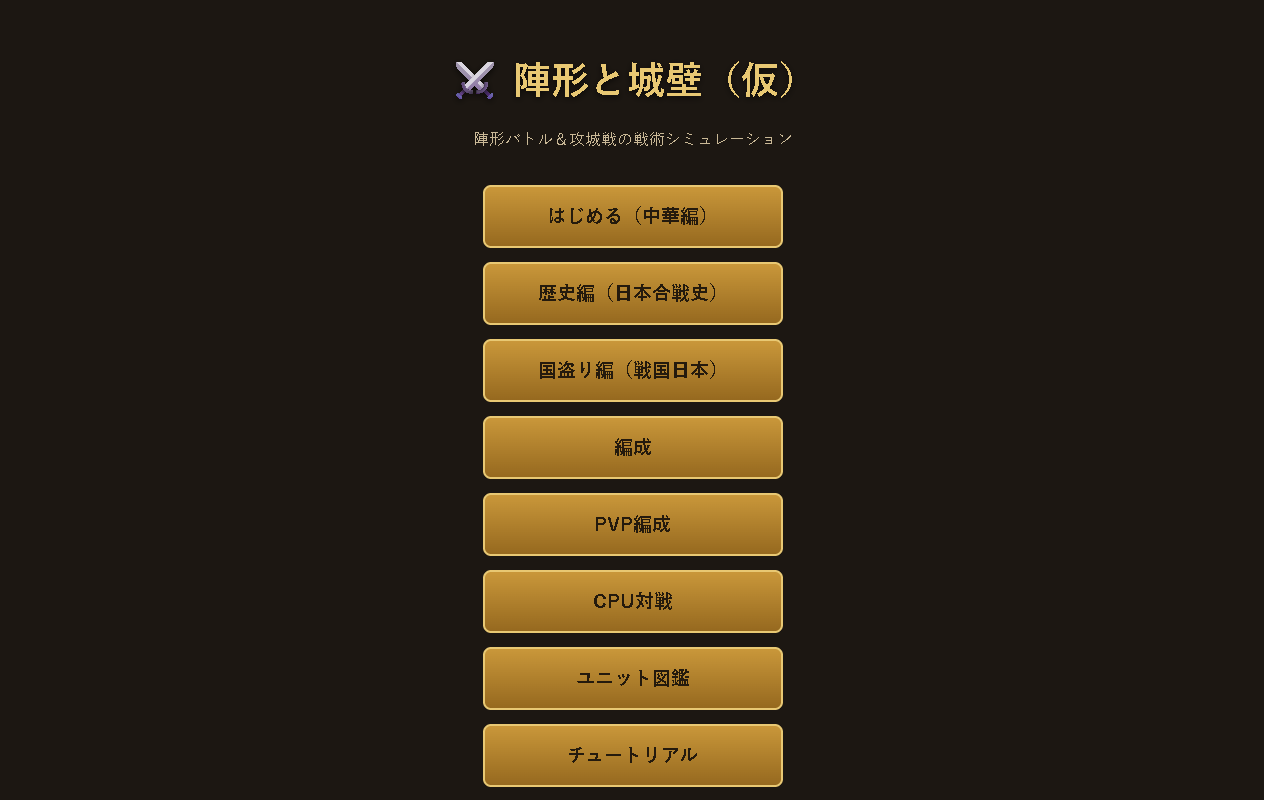 陣形と城壁（仮）
陣形バトル＆攻城戦の戦術シミュレーション
はじめる（中華編）
歴史編（日本合戦史）
国盗り編（戦国日本）
編成
PVP編成
CPU対戦
ユニット図鑑
チュートリアル